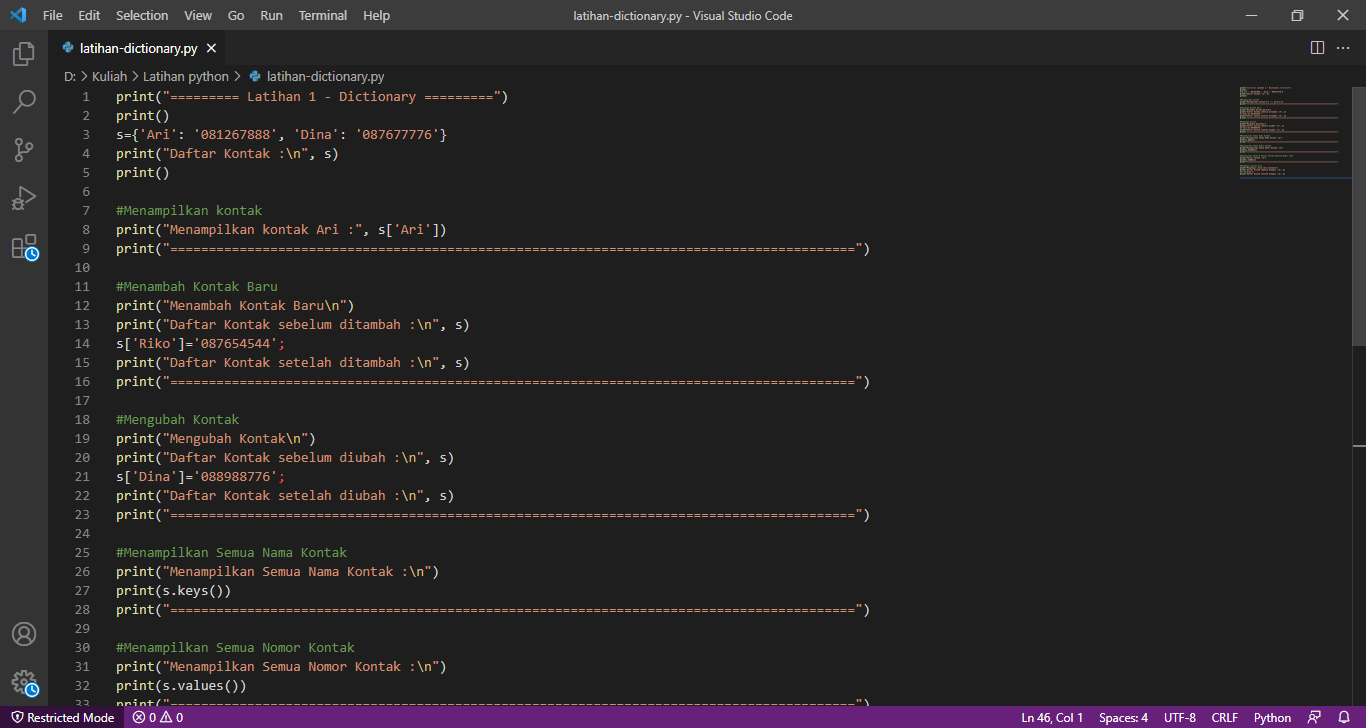 File Edit Selection View Go Run Terminal Help latihan-dictionary.py - Visual Studio Code
latihan-dictionary.py
D: > Kuliah > Latihan python > latihan-dictionary.py
1 print("========= Latihan 1 - Dictionary =========")
2 print()
3 s={'Ari': '081267888', 'Dina': '087677776'}
4 print("Daftar Kontak :\n", s)
5 print()
6
7 #Menampilkan kontak
8 print("Menampilkan kontak Ari :", s['Ari'])
9 print("=========================================================================================")
10
11 #Menambah Kontak Baru
12 print("Menambah Kontak Baru\n")
13 print("Daftar Kontak sebelum ditambah :\n", s)
14 s['Riko']='087654544';
15 print("Daftar Kontak setelah ditambah :\n", s)
16 print("=========================================================================================")
17
18 #Mengubah Kontak
19 print("Mengubah Kontak\n")
20 print("Daftar Kontak sebelum diubah :\n", s)
21 s['Dina']='088988776';
22 print("Daftar Kontak setelah diubah :\n", s)
23 print("=========================================================================================")
24
25 #Menampilkan Semua Nama Kontak
26 print("Menampilkan Semua Nama Kontak :\n")
27 print(s.keys())
28 print("=========================================================================================")
29
30 #Menampilkan Semua Nomor Kontak
31 print("Menampilkan Semua Nomor Kontak :\n")
32 print(s.values())
33 print("=========================================================================================")
Restricted Mode 0 0 Ln 46, Col 1 Spaces: 4 UTF-8 CRLF Python